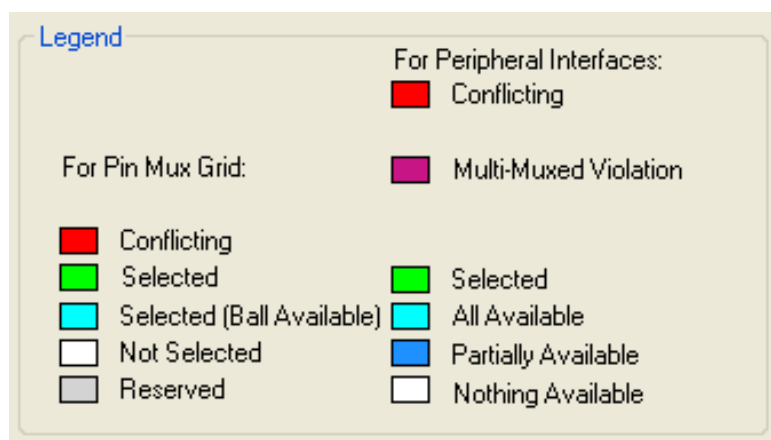 Legend
For Peripheral Interfaces:
Conflicting
For Pin Mux Grid:
Multi-Muxed Violation
Conflicting
Selected
Selected
Selected (Ball Available)
All Available
Not Selected
Partially Available
Reserved
Nothing Available